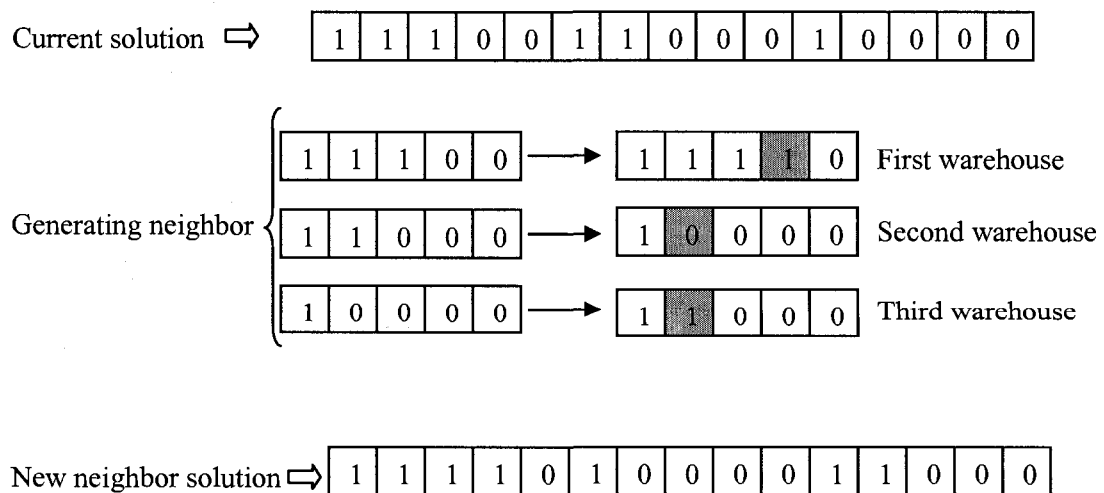 Current solution ⇨ 1 1 1 0 0 1 1 0 0 0 1 0 0 0 0
1 1 1 0 0 → 1 1 1 1 0 First warehouse
Generating neighbor 1 1 0 0 0 → 1 0 0 0 0 Second warehouse
1 0 0 0 0 → 1 1 0 0 0 Third warehouse
New neighbor solution ⇨ 1 1 1 1 0 1 0 0 0 0 1 1 0 0 0